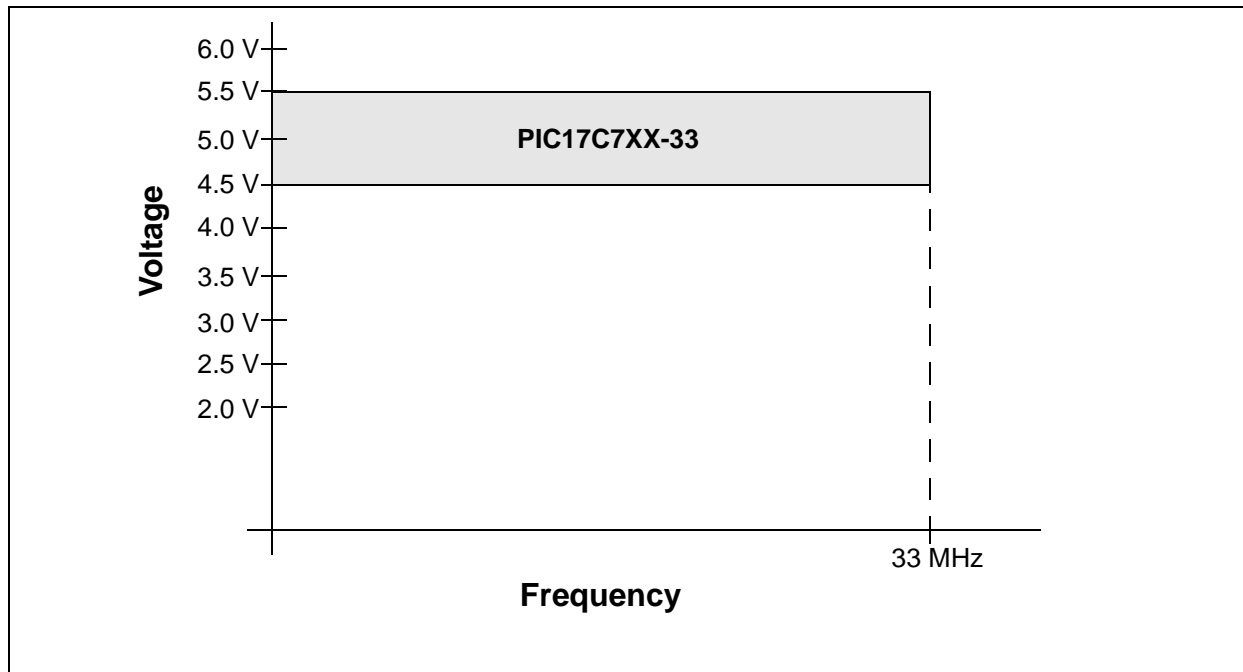 6.0 V
5.5 V
5.0 V
4.5 V
4.0 V
3.5 V
3.0 V
2.5 V
2.0 V
Voltage
PIC17C7XX-33
33 MHz
Frequency